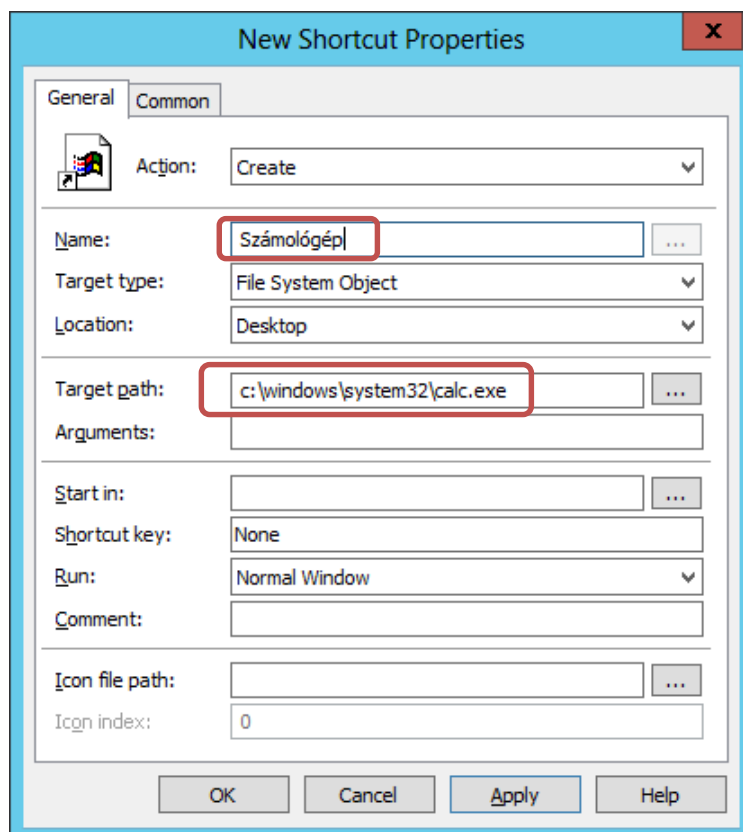 New Shortcut Properties
x
General Common
Action: Create
Name: Számológép ...
Target type: File System Object
Location: Desktop
Target path: c:\windows\system32\calc.exe ...
Arguments:
Start in: ...
Shortcut key: None
Run: Normal Window
Comment:
Icon file path: ...
Icon index: 0
OK Cancel Apply Help